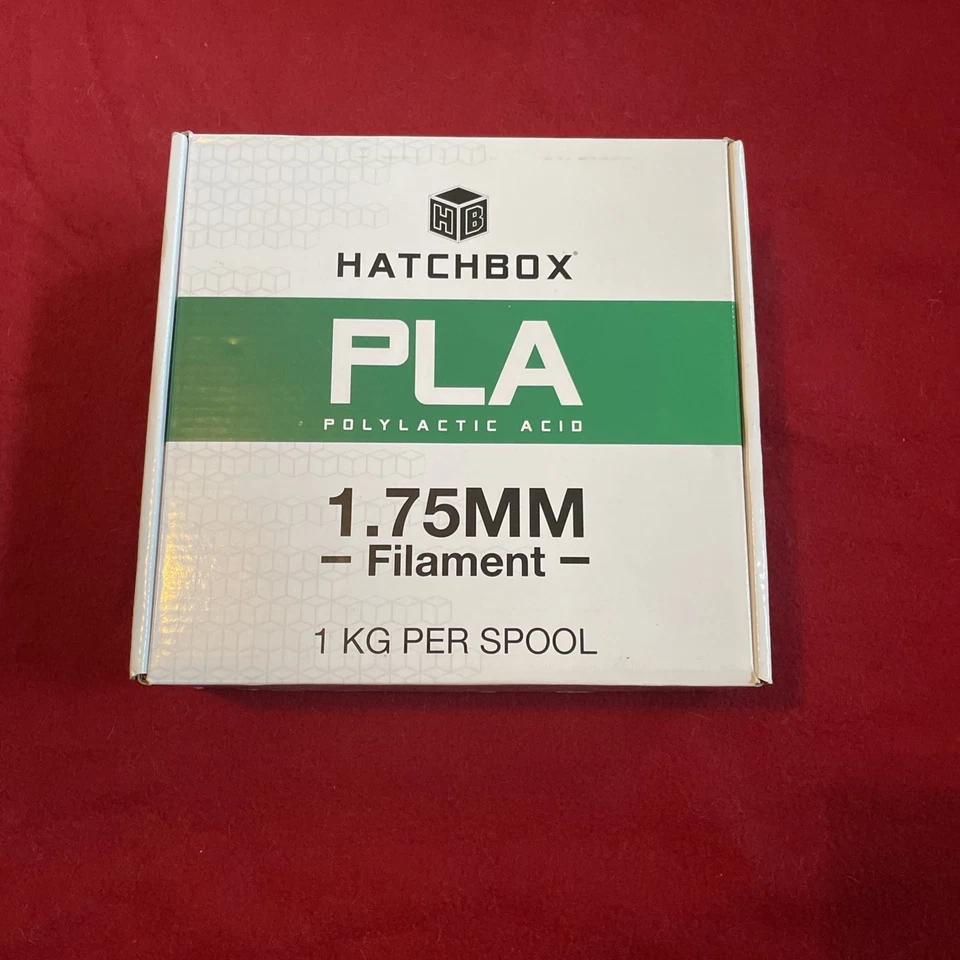 HB
HATCHBOX®
PLA
POLYLACTIC ACID
1.75MM
– Filament –
1 KG PER SPOOL